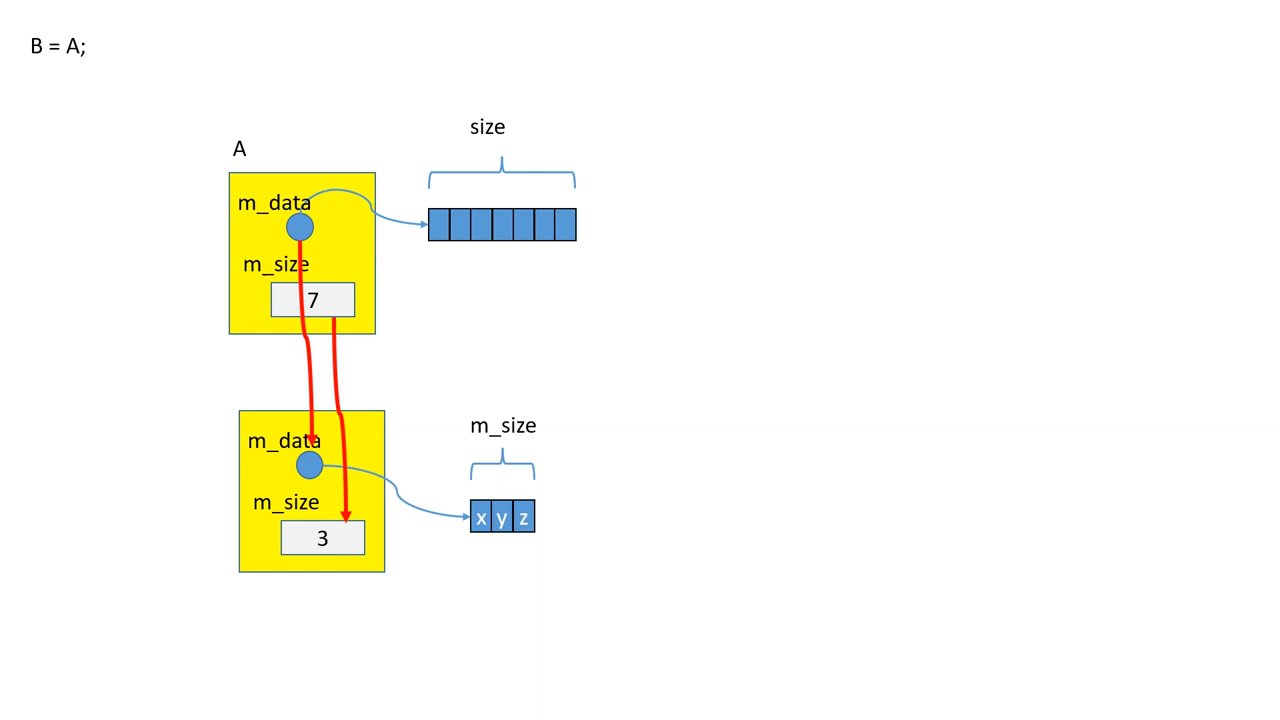 B = A;
size
A
m_data
m_size
7
m_data
m_size
m_size
x y z
3